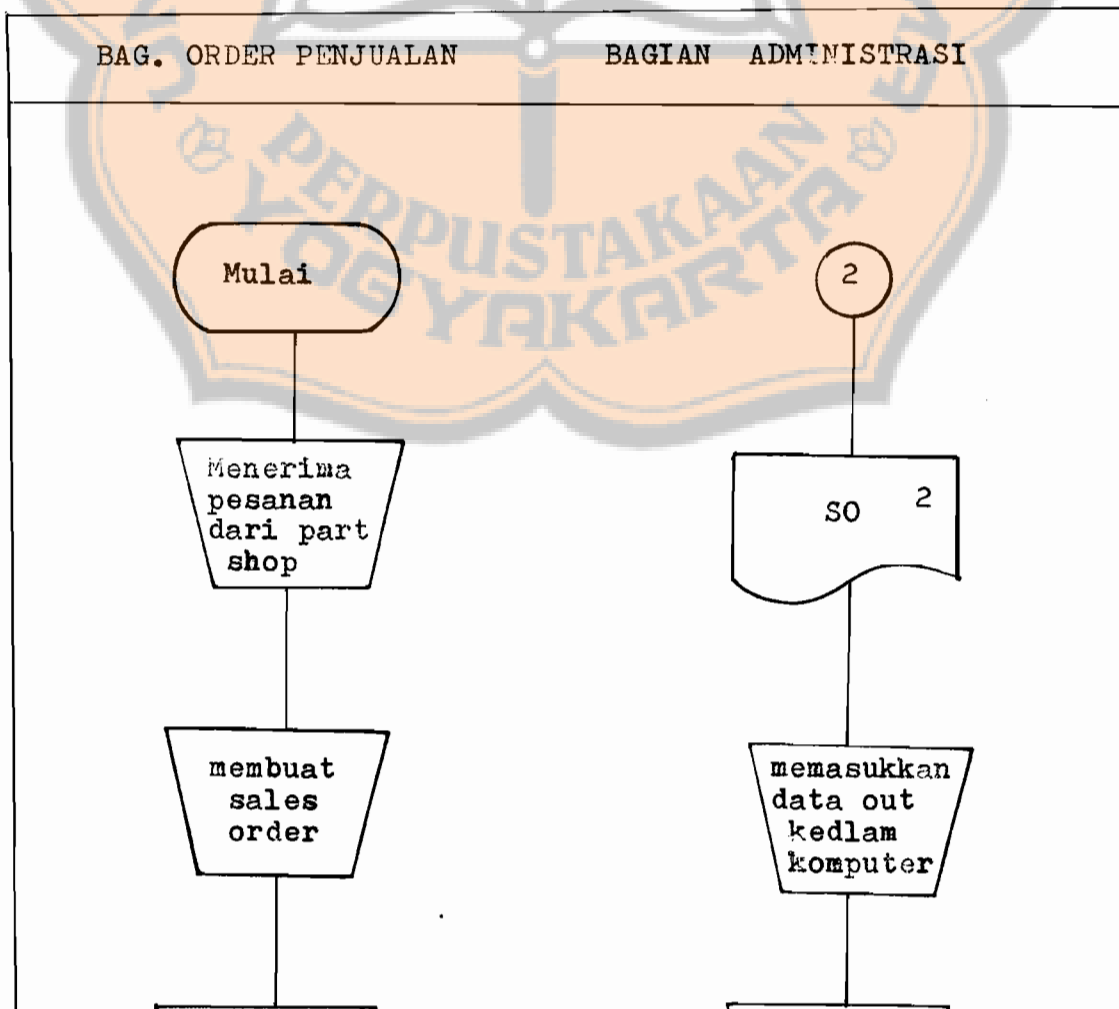 BAG. ORDER PENJUALAN
BAGIAN ADMINISTRASI
PERPUSTAKAAN
YOGYAKARTA
Mulai
Menerima
pesanan
dari part
shop
membuat
sales
order
2
SO 2
memasukkan
data out
kedlam
komputer